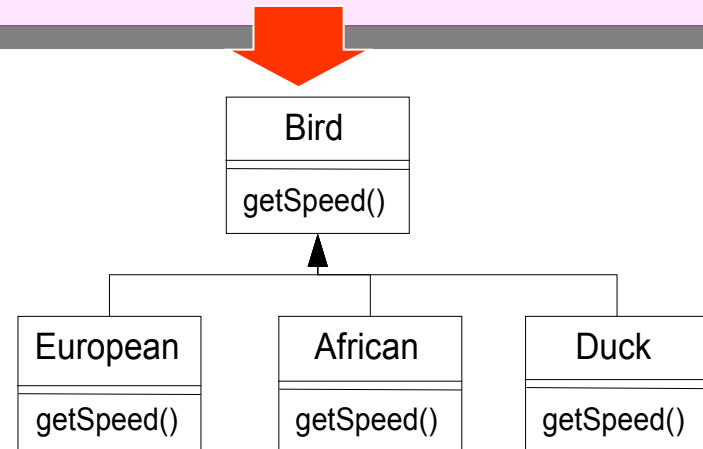 Bird
getSpeed()
European
African
Duck
getSpeed()
getSpeed()
getSpeed()